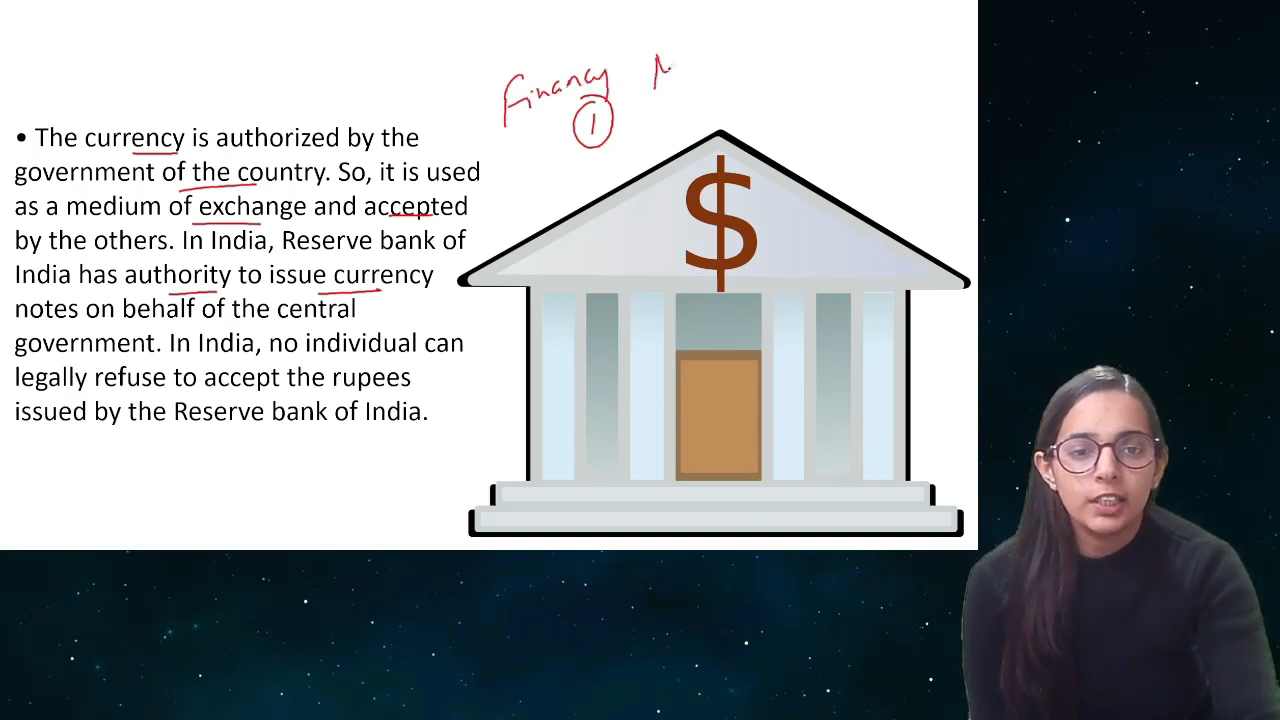 • The currency is authorized by the
government of the country. So, it is used
as a medium of exchange and accepted
by the others. In India, Reserve bank of
India has authority to issue currency
notes on behalf of the central
government. In India, no individual can
legally refuse to accept the rupees
issued by the Reserve bank of India.
1
$